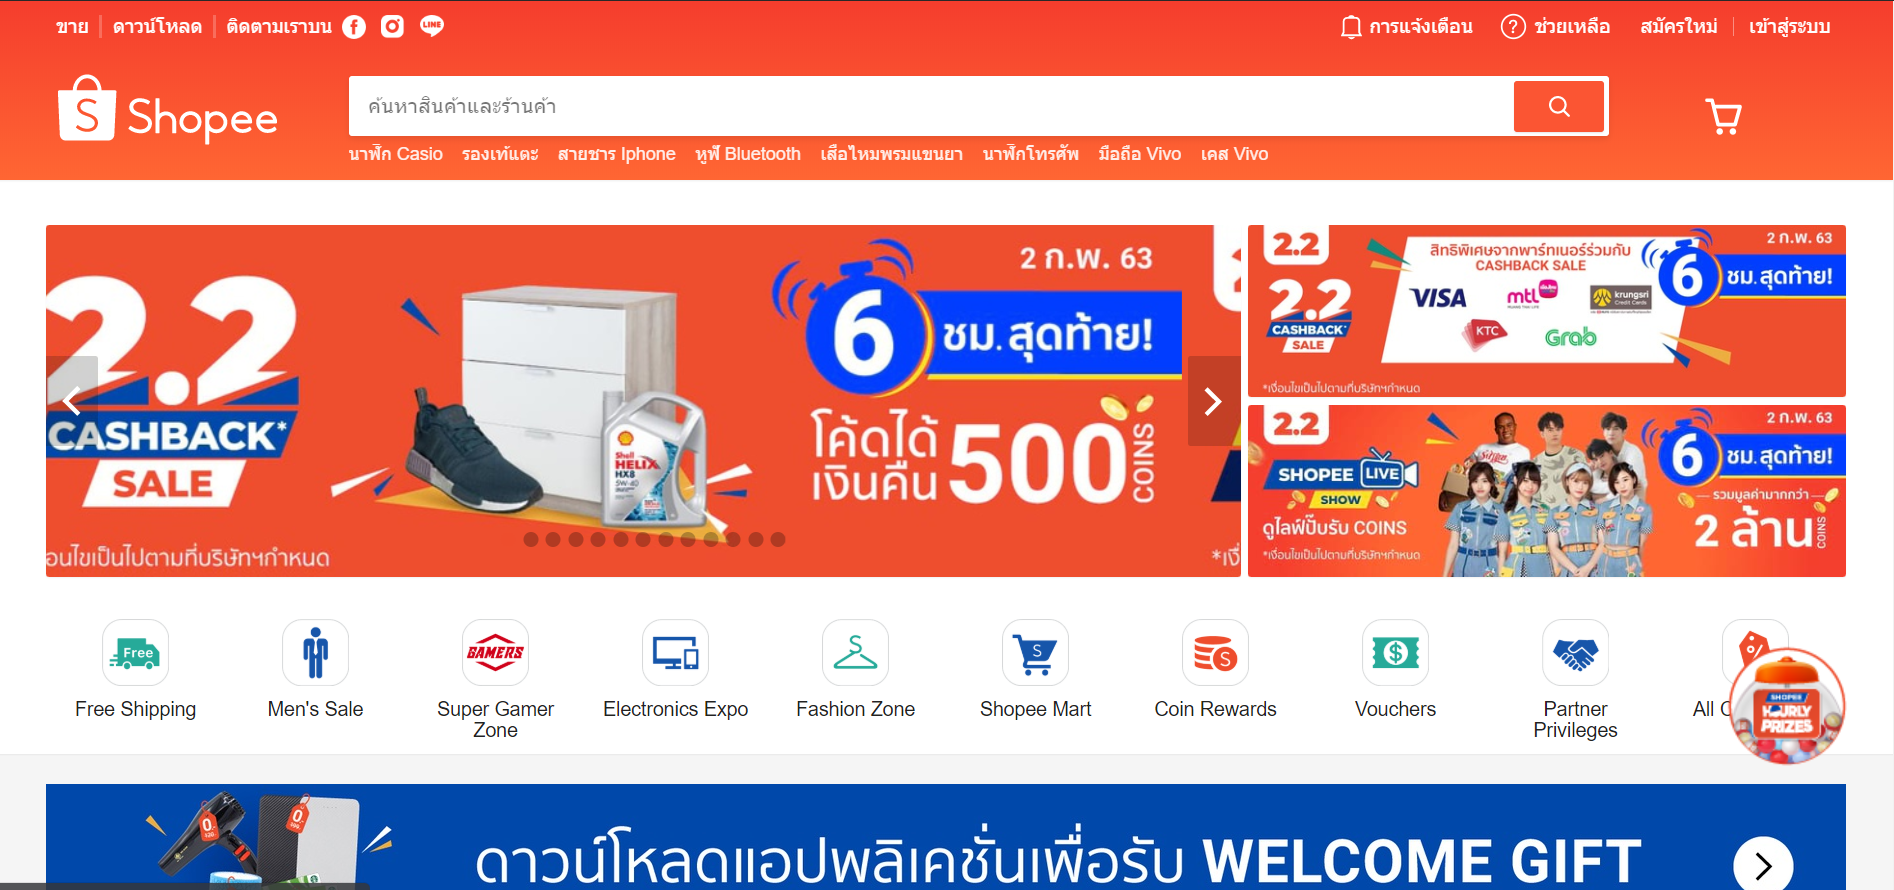 ขาย
ดาวน์โหลด
ติดตามเราบน
LINE
การแจ้งเตือน
? ช่วยเหลือ
สมัครใหม่
เข้าสู่ระบบ
S Shopee
ค้นหาสินค้าและร้านค้า
นาฬิกา Casio รองเท้าแตะ สายชาร์จ Iphone หูฟัง Bluetooth เสื้อไหมพรมแขนยาว นาฬิกาโทรศัพท์ มือถือ Vivo เคส Vivo
2.2
CASHBACK*
SALE
Shell
HELIX
HX8
5W-40
2 ก.พ. 63
6 ชม. สุดท้าย!
โค้ดได้
เงินคืน 500 COINS
อนไขเป็นไปตามที่บริษัทฯกำหนด
*เงื่
2.2
2.2
CASHBACK*
SALE
สิทธิพิเศษจากพาร์ทเนอร์ร่วมกับ
CASHBACK SALE
VISA
mtl
krungsri
Credit Cards
KTC
Grab
2 ก.พ. 63
6 ชม. สุดท้าย!
*เงื่อนไขเป็นไปตามที่บริษัทฯกำหนด
2.2
SHOPEE LIVE
SHOW
ดูไลฟ์ปั๊บรับ COINS
*เงื่อนไขเป็นไปตามที่บริษัทฯกำหนด
2 ก.พ. 63
6 ชม. สุดท้าย!
รวมมูลค่ามากกว่า
2 ล้าน COINS
Free
GAMERS
S
S
$
%
Free Shipping
Men's Sale
Super Gamer
Zone
Electronics Expo
Fashion Zone
Shopee Mart
Coin Rewards
Vouchers
Partner
Privileges
All
SHOPEE
HOURLY
PRIZES
0.-
0.-
ดาวน์โหลดแอปพลิเคชั่นเพื่อรับ WELCOME GIFT